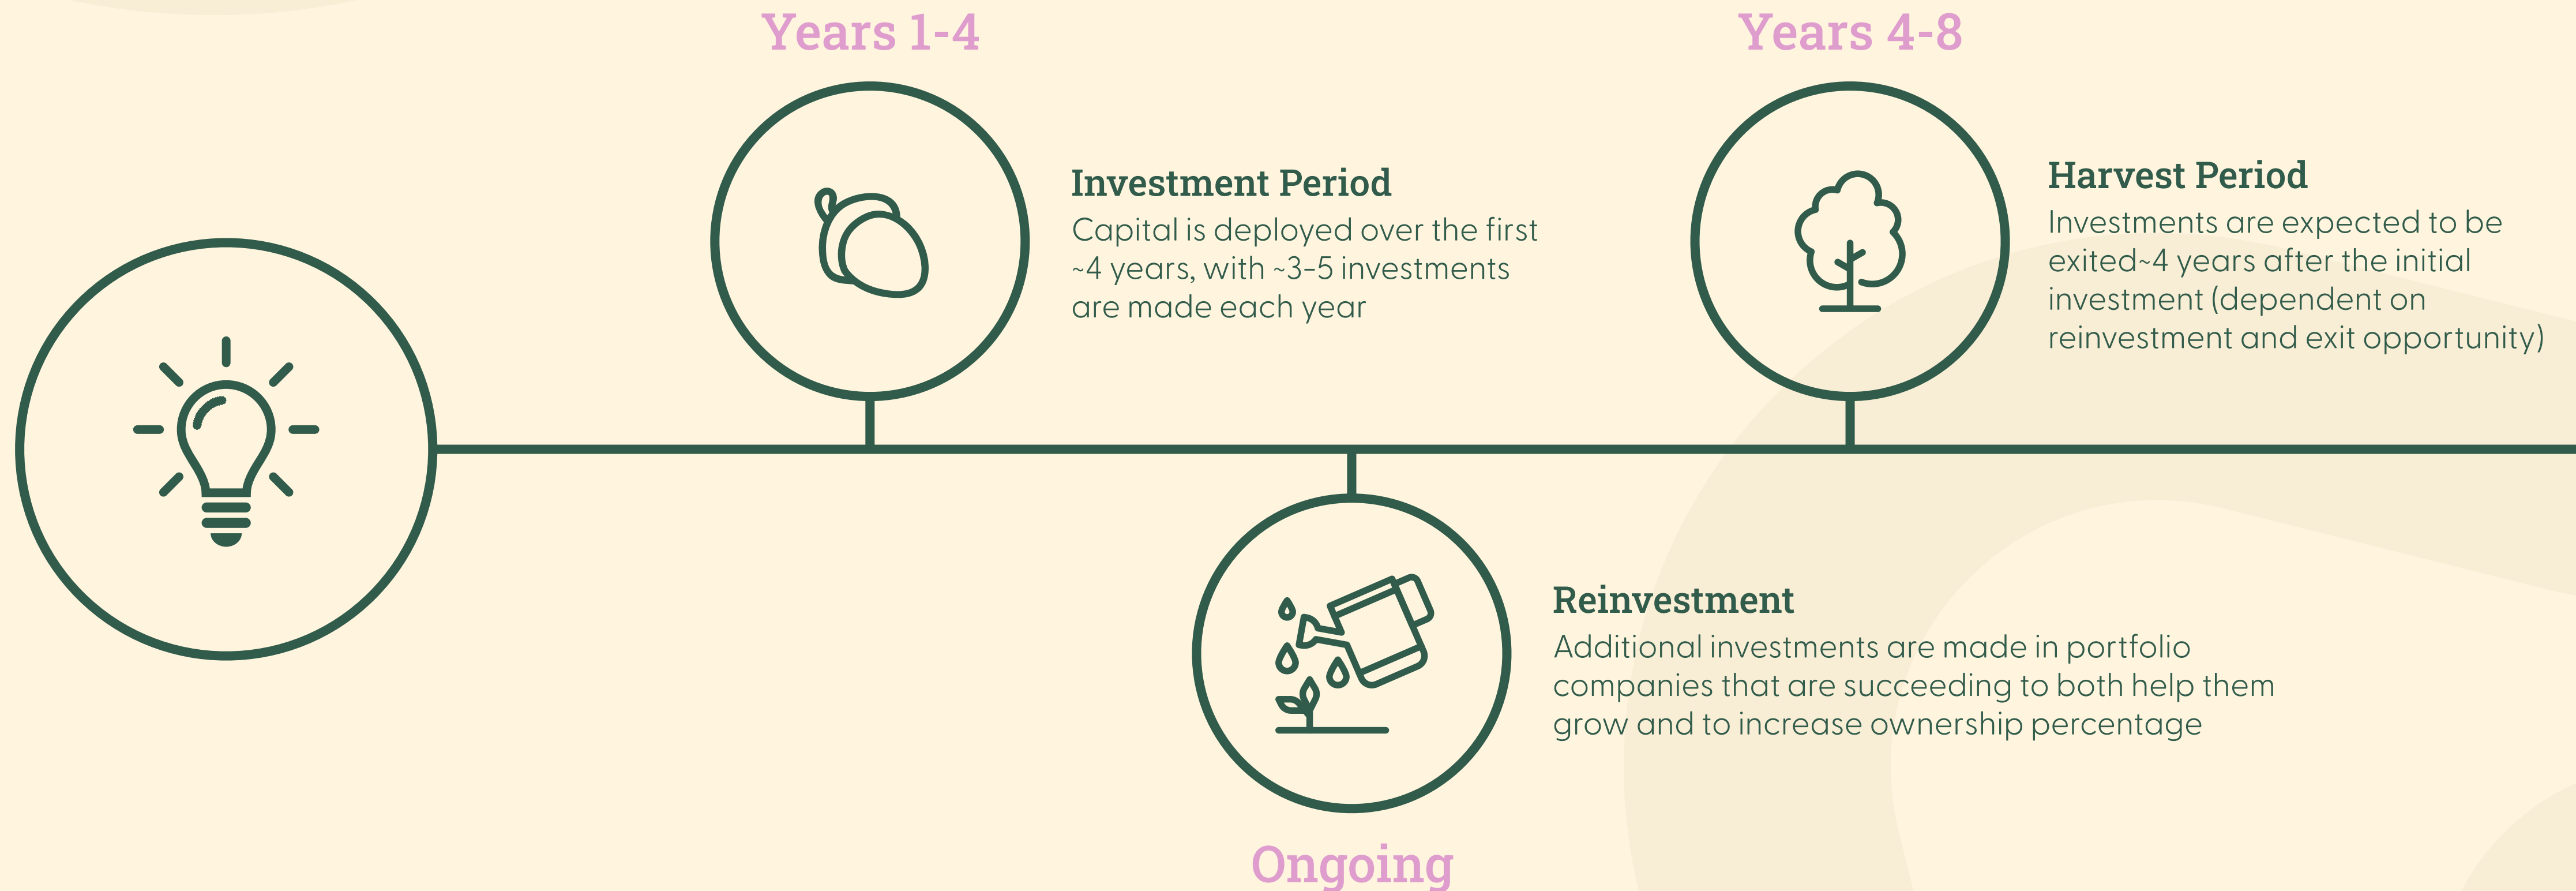 Years 1-4
Investment Period
Capital is deployed over the first
~4 years, with ~3-5 investments
are made each year
Years 4-8
Harvest Period
Investments are expected to be
exited~4 years after the initial
investment (dependent on
reinvestment and exit opportunity)
Reinvestment
Additional investments are made in portfolio
companies that are succeeding to both help them
grow and to increase ownership percentage
Ongoing